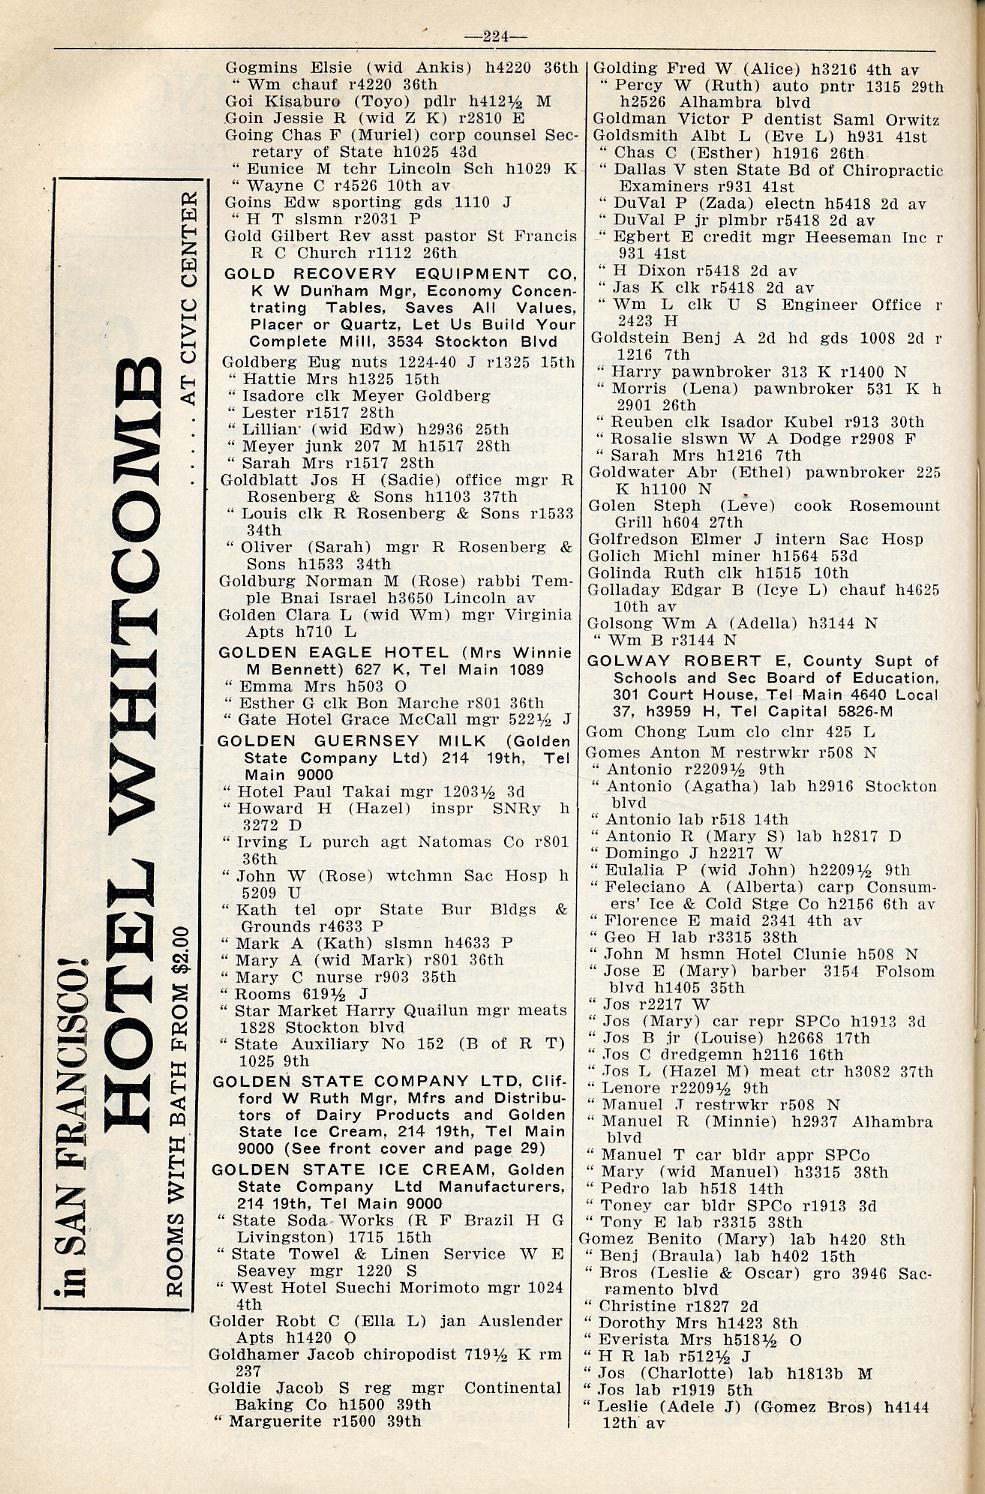 —224—
in SAN FRANCISCO!
HOTEL WHITCOMB
ROOMS WITH BATH FROM $2.00 . . . . . AT CIVIC CENTER
Gogmins Elsie (wid Ankis) h4220 36th
" Wm chauf r4220 36th
Goi Kisaburo (Toyo) pdlr h412½ M
Goin Jessie R (wid Z K) r2810 E
Going Chas F (Muriel) corp counsel Sec-
retary of State h1025 43d
" Eunice M tchr Lincoln Sch h1029 K
" Wayne C r4526 10th av
Goins Edw sporting gds 1110 J
" H T slsmn r2031 P
Gold Gilbert Rev asst pastor St Francis
R C Church r1112 26th
GOLD RECOVERY EQUIPMENT CO,
K W Dunham Mgr, Economy Concen-
trating Tables, Saves All Values,
Placer or Quartz, Let Us Build Your
Complete Mill, 3534 Stockton Blvd
Goldberg Eug nuts 1224-40 J r1325 15th
" Hattie Mrs h1325 15th
" Isadore clk Meyer Goldberg
" Lester r1517 28th
" Lillian (wid Edw) h2936 25th
" Meyer junk 207 M h1517 28th
" Sarah Mrs r1517 28th
Goldblatt Jos H (Sadie) office mgr R
Rosenberg & Sons h1103 37th
" Louis clk R Rosenberg & Sons r1533
34th
" Oliver (Sarah) mgr R Rosenberg &
Sons h1533 34th
Goldburg Norman M (Rose) rabbi Tem-
ple Bnai Israel h3650 Lincoln av
Golden Clara L (wid Wm) mgr Virginia
Apts h710 L
GOLDEN EAGLE HOTEL (Mrs Winnie
M Bennett) 627 K, Tel Main 1089
" Emma Mrs h503 O
" Esther G clk Bon Marche r801 36th
" Gate Hotel Grace McCall mgr 522½ J
GOLDEN GUERNSEY MILK (Golden
State Company Ltd) 214 19th, Tel
Main 9000
" Hotel Paul Takai mgr 1203½ 3d
" Howard H (Hazel) inspr SNRy h
3272 D
" Irving L purch agt Natomas Co r801
36th
" John W (Rose) wtchmn Sac Hosp h
5209 U
" Kath tel opr State Bur Bldgs &
Grounds r4633 P
" Mark A (Kath) slsmn h4633 P
" Mary A (wid Mark) r801 36th
" Mary C nurse r903 35th
" Rooms 619½ J
" Star Market Harry Quailun mgr meats
1828 Stockton blvd
" State Auxiliary No 152 (B of R T)
1025 9th
GOLDEN STATE COMPANY LTD, Clif-
ford W Ruth Mgr, Mfrs and Distribu-
tors of Dairy Products and Golden
State Ice Cream, 214 19th, Tel Main
9000 (See front cover and page 29)
GOLDEN STATE ICE CREAM, Golden
State Company Ltd Manufacturers,
214 19th, Tel Main 9000
" State Soda Works (R F Brazil H G
Livingston) 1715 15th
" State Towel & Linen Service W E
Seavey mgr 1220 S
" West Hotel Suechi Morimoto mgr 1024
4th
Golder Robt C (Ella L) jan Auslender
Apts h1420 O
Goldhamer Jacob chiropodist 719½ K rm
237
Goldie Jacob S reg mgr Continental
Baking Co h1500 39th
" Marguerite r1500 39th
Golding Fred W (Alice) h3216 4th av
" Percy W (Ruth) auto pntr 1315 29th
h2526 Alhambra blvd
Goldman Victor P dentist Saml Orwitz
Goldsmith Albt L (Eve L) h931 41st
" Chas C (Esther) h1916 26th
" Dallas V sten State Bd of Chiropractic
Examiners r931 41st
" DuVal P (Zada) electn h5418 2d av
" DuVal P jr plmbr r5418 2d av
" Egbert E credit mgr Heeseman Inc r
931 41st
" H Dixon r5418 2d av
" Jas K clk r5418 2d av
" Wm L clk U S Engineer Office r
2423 H
Goldstein Benj A 2d hd gds 1008 2d r
1216 7th
" Harry pawnbroker 313 K r1400 N
" Morris (Lena) pawnbroker 531 K h
2901 26th
" Reuben clk Isador Kubel r913 30th
" Rosalie slswn W A Dodge r2908 F
" Sarah Mrs h1216 7th
Goldwater Abr (Ethel) pawnbroker 225
K h1100 N
Golen Steph (Leve) cook Rosemount
Grill h604 27th
Golfredson Elmer J intern Sac Hosp
Golich Michl miner h1564 53d
Golinda Ruth clk h1515 10th
Golladay Edgar B (Icye L) chauf h4625
10th av
Golsong Wm A (Adella) h3144 N
" Wm B r3144 N
GOLWAY ROBERT E, County Supt of
Schools and Sec Board of Education,
301 Court House, Tel Main 4640 Local
37, h3959 H, Tel Capital 5826-M
Gom Chong Lum clo clnr 425 L
Gomes Anton M restrwkr r508 N
" Antonio r2209½ 9th
" Antonio (Agatha) lab h2916 Stockton
blvd
" Antonio lab r518 14th
" Antonio R (Mary S) lab h2817 D
" Domingo J h2217 W
" Eulalia P (wid John) h2209½ 9th
" Feleciano A (Alberta) carp Consum-
ers' Ice & Cold Stge Co h2156 6th av
" Florence E maid 2341 4th av
" Geo H lab r3315 38th
" John M hsmn Hotel Clunie h508 N
" Jose E (Mary) barber 3154 Folsom
blvd h1405 35th
" Jos r2217 W
" Jos (Mary) car repr SPCo h1913 3d
" Jos B jr (Louise) h2668 17th
" Jos C dredgemn h2116 16th
" Jos L (Hazel M) meat ctr h3082 37th
" Lenore r2209½ 9th
" Manuel J restrwkr r508 N
" Manuel R (Minnie) h2937 Alhambra
blvd
" Manuel T car bldr appr SPCo
" Mary (wid Manuel) h3315 38th
" Pedro lab h518 14th
" Toney car bldr SPCo r1913 3d
" Tony E lab r3315 38th
Gomez Benito (Mary) lab h420 8th
" Benj (Braula) lab h402 15th
" Bros (Leslie & Oscar) gro 3946 Sac-
ramento blvd
" Christine r1827 2d
" Dorothy Mrs h1423 8th
" Everista Mrs h518½ O
" H R lab r512½ J
" Jos (Charlotte) lab h1813b M
" Jos lab r1919 5th
" Leslie (Adele J) (Gomez Bros) h4144
12th av